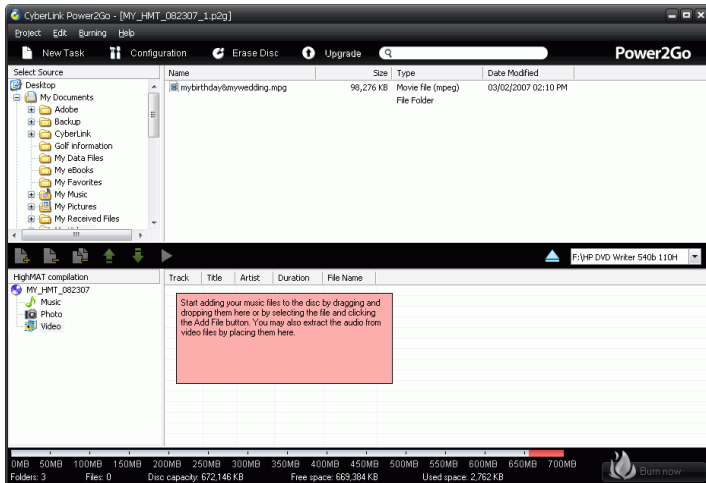 CyberLink Power2Go - [MY_HMT_082307_1.p2g]
Project Edit Burning Help
New Task Configuration Erase Disc Upgrade Power2Go
Select Source
Name Size Type Date Modified
Desktop
My Documents
Adobe
Backup
CyberLink
Golf information
My Data Files
My eBooks
My Favorites
My Music
My Pictures
My Received Files
mybirthday&mywedding.mpg 98,276 KB Movie file (mpeg) 03/02/2007 02:10 PM
File Folder
F:\HP DVD Writer 540b 110H
HighMAT compilation
MY_HMT_082307
Music
Photo
Video
Track Title Artist Duration File Name
Start adding your music files to the disc by dragging and
dropping them here or by selecting the file and clicking
the Add File button. You may also extract the audio from
video files by placing them here.
0MB 50MB 100MB 150MB 200MB 250MB 300MB 350MB 400MB 450MB 500MB 550MB 600MB 650MB 700MB
Folders: 3 Files: 0 Disc capacity: 672,146 KB Free space: 669,384 KB Used space: 2,762 KB
Burn now